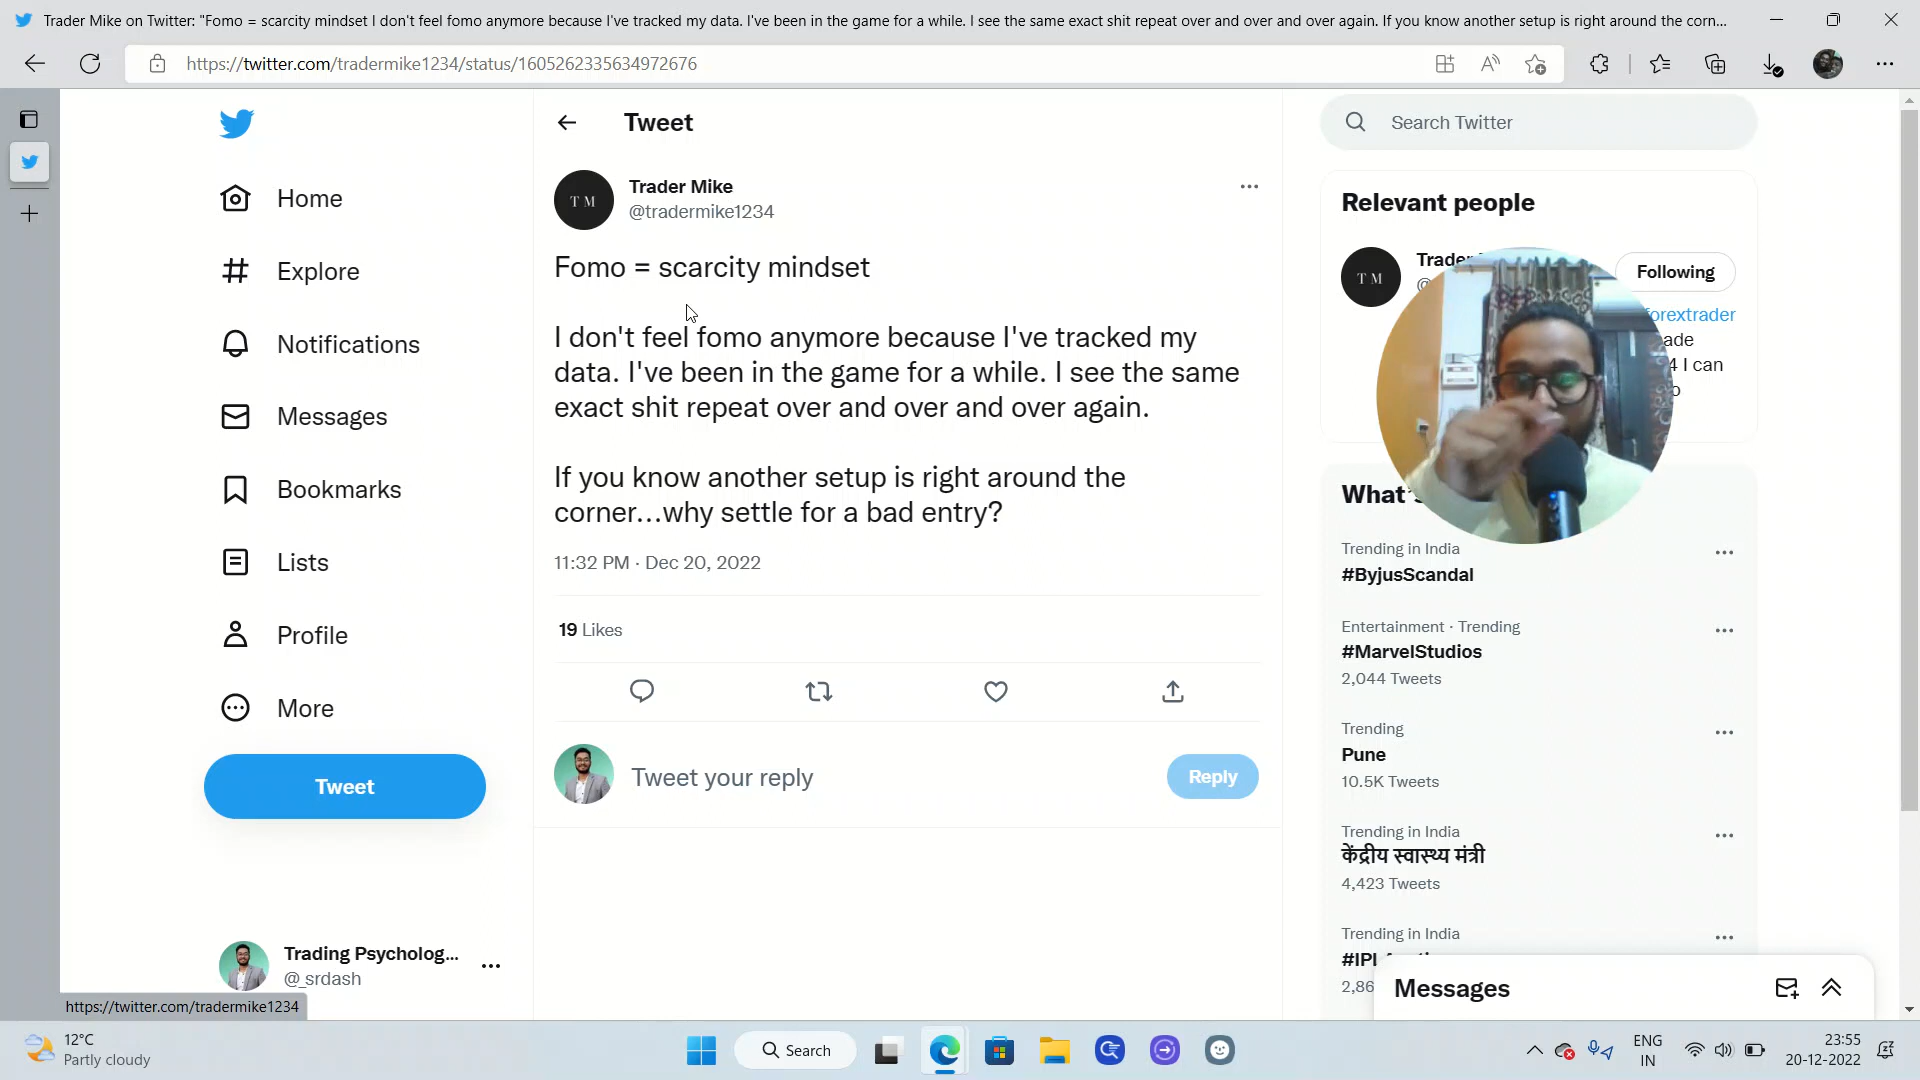 Trader Mike on Twitter: "Fomo = scarcity mindset I don't feel fomo anymore because I've tracked my data. I've been in the game for a while. I see the same exact shit repeat over and over and over again. If you know another setup is right around the corn...
https://twitter.com/tradermike1234/status/1605262335634972676
Home
Explore
Notifications
Messages
Bookmarks
Lists
Profile
More
Tweet
Trading Psycholog...
@_srdash
https://twitter.com/tradermike1234
Tweet
T M
Trader Mike
@tradermike1234
Fomo = scarcity mindset
I don't feel fomo anymore because I've tracked my
data. I've been in the game for a while. I see the same
exact shit repeat over and over and over again.
If you know another setup is right around the
corner...why settle for a bad entry?
11:32 PM · Dec 20, 2022
19 Likes
Tweet your reply
Reply
Search Twitter
Relevant people
T M
Following
forextrader
I can
What's
Trending in India
#ByjusScandal
Entertainment · Trending
#MarvelStudios
2,044 Tweets
Trending
Pune
10.5K Tweets
Trending in India
केंद्रीय स्वास्थ्य मंत्री
4,423 Tweets
Trending in India
Messages
12°C
Partly cloudy
Search
ENG
IN
23:55
20-12-2022